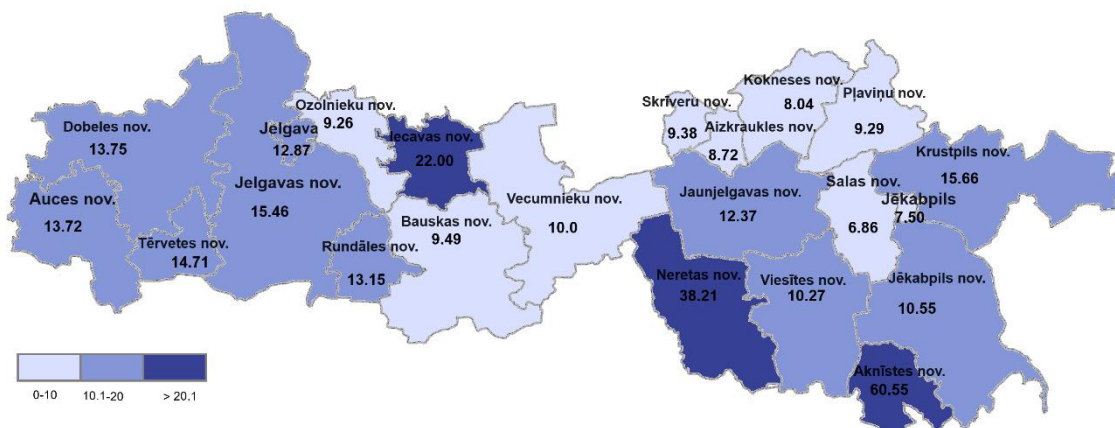 Kokneses nov.
8.04
Pļaviņu nov.
9.29
Skrīveru nov.
9.38
Aizkraukles nov.
8.72
Ozolnieku nov.
9.26
Dobeles nov.
13.75
Jelgava
12.87
Iecavas nov.
22.00
Krustpils nov.
15.66
Auces nov.
13.72
Jelgavas nov.
15.46
Vecumnieku nov.
10.0
Jaunjelgavas nov.
12.37
Salas nov.
6.86
Jēkabpils
7.50
Bauskas nov.
9.49
Tērvetes nov.
14.71
Rundāles nov.
13.15
Neretas nov.
38.21
Viesītes nov.
10.27
Jēkabpils nov.
10.55
Aknīstes nov.
60.55
0-10
10.1-20
> 20.1